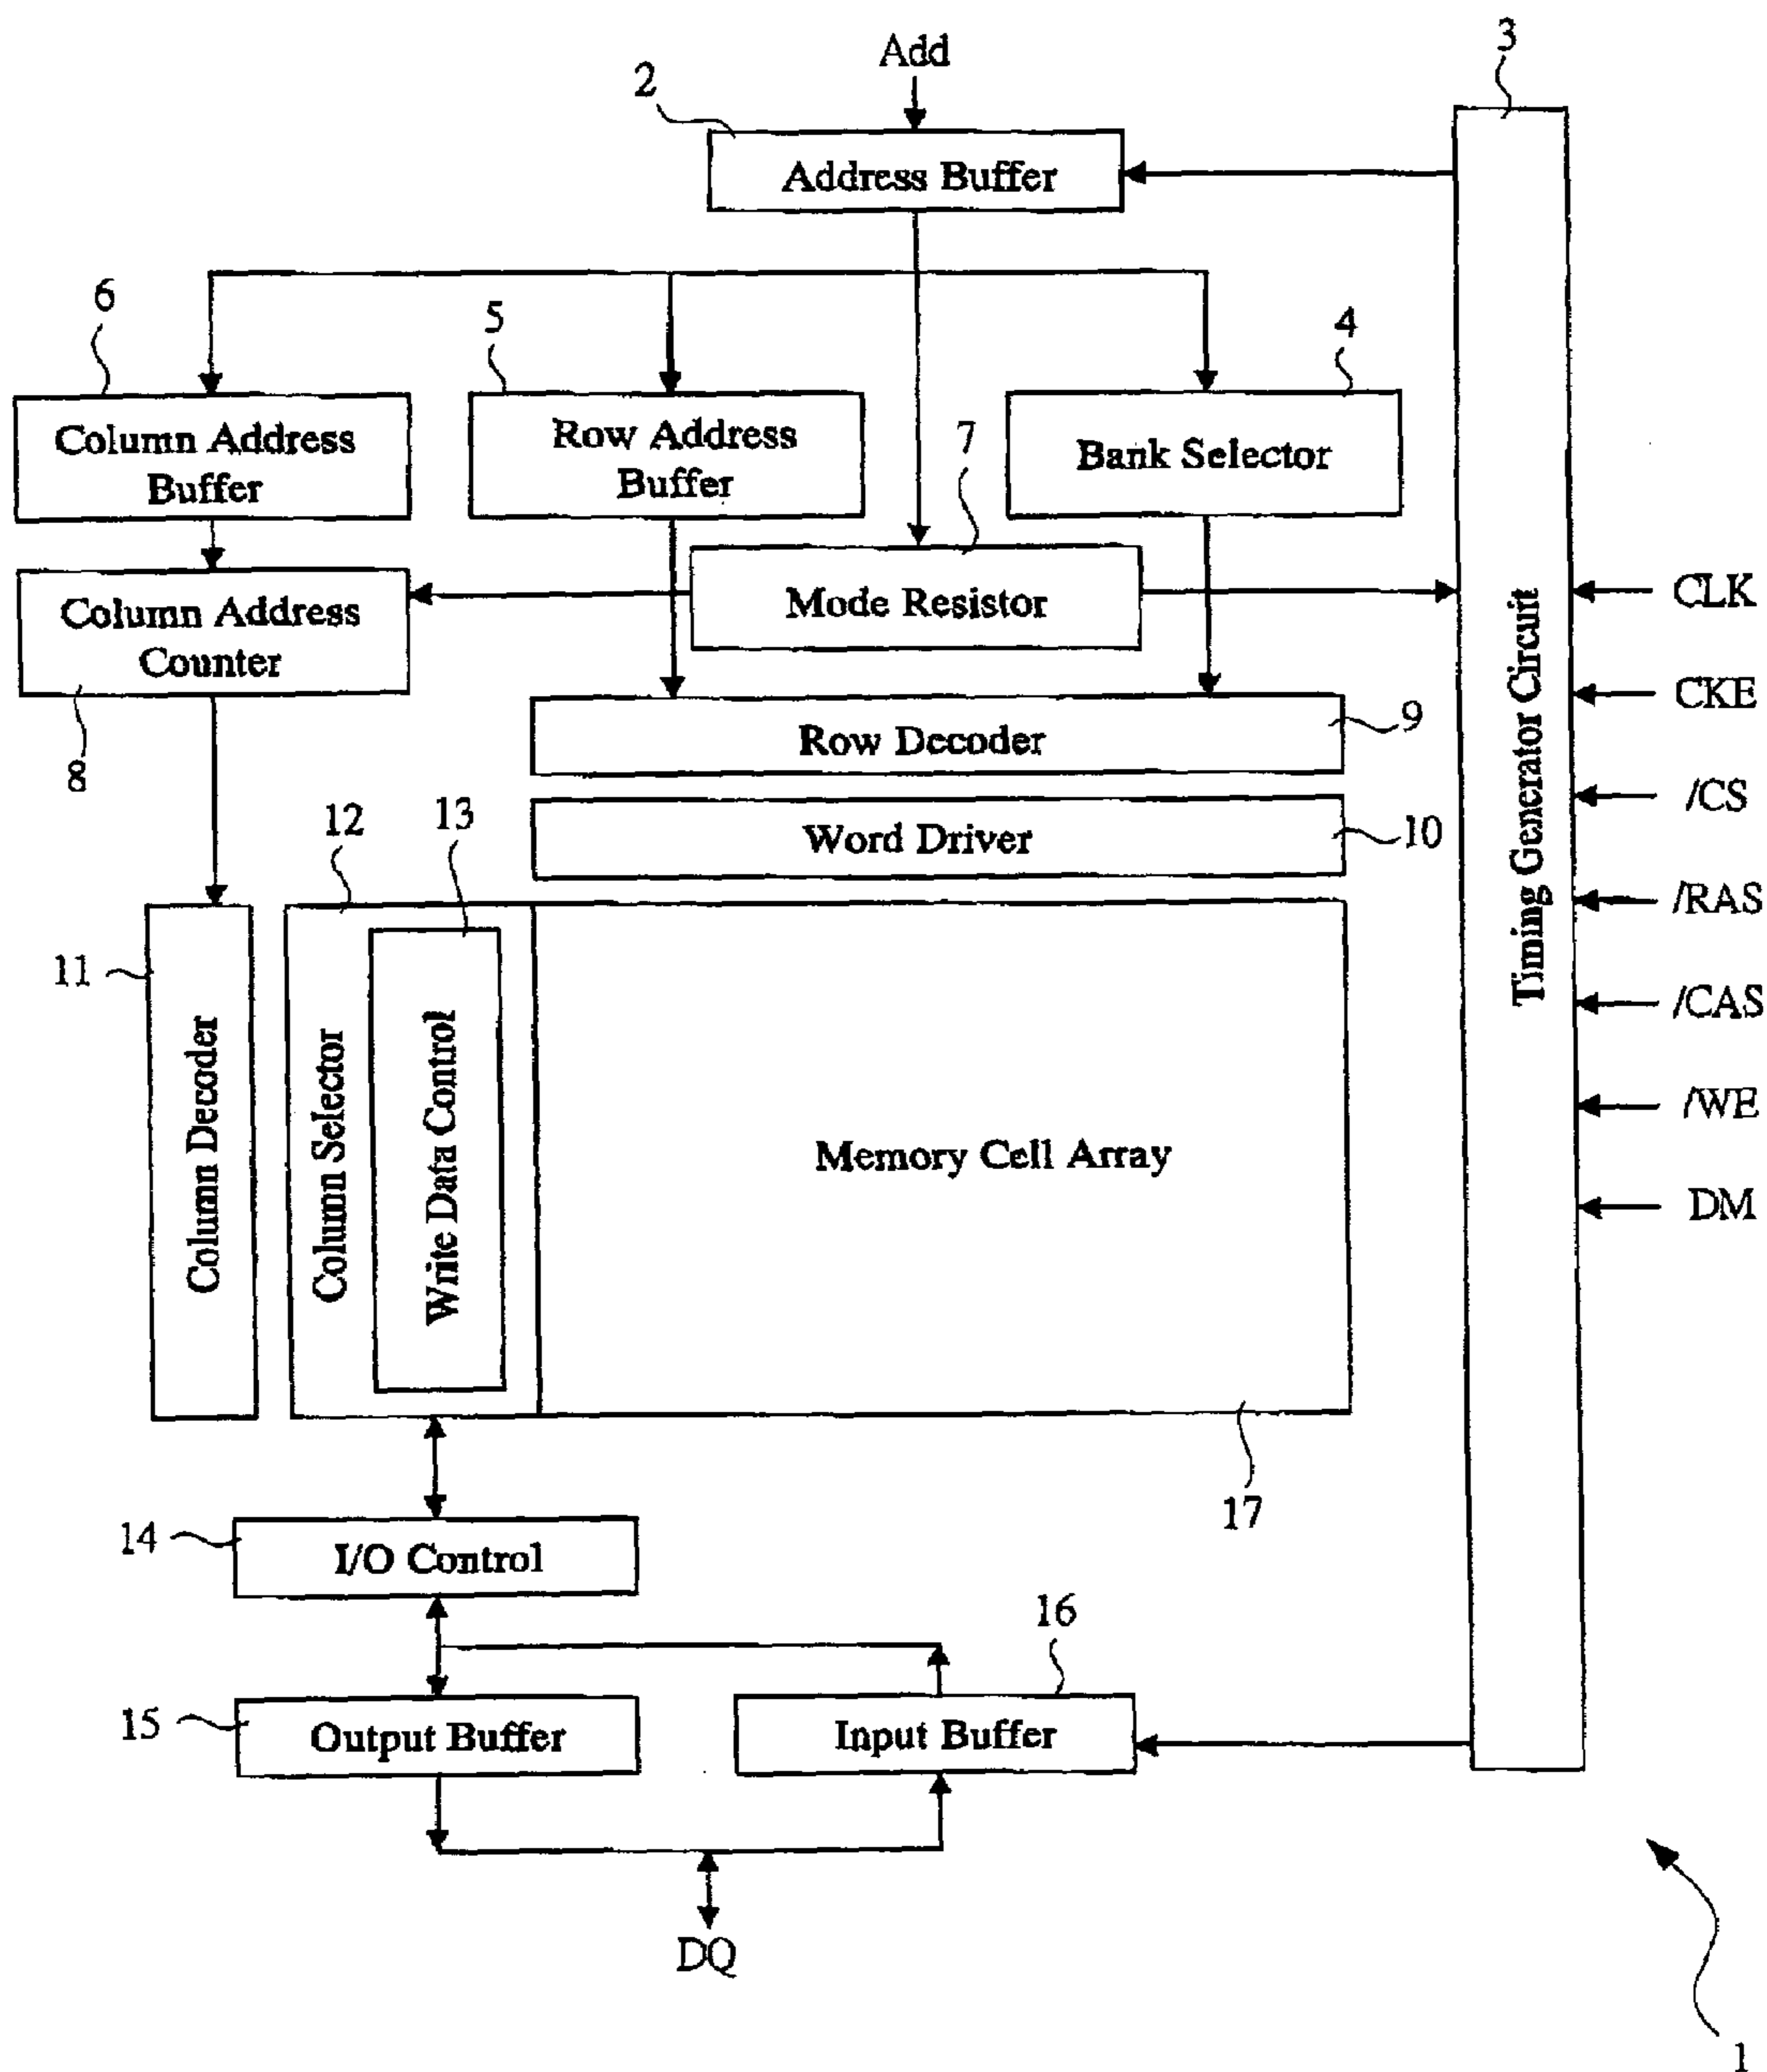 Add
2
3
Address Buffer
6
5
4
Column Address
Buffer
Row Address
Buffer
7
Bank Selector
Column Address
Counter
Mode Resistor
CLK
8
Row Decoder
9
CKE
Timing Generator Circuit
12
13
Word Driver
10
/CS
/RAS
11
Column Decoder
Column Selector
Write Data Control
Memory Cell Array
/CAS
/WE
DM
17
14
I/O Control
16
15
Output Buffer
Input Buffer
DQ
1